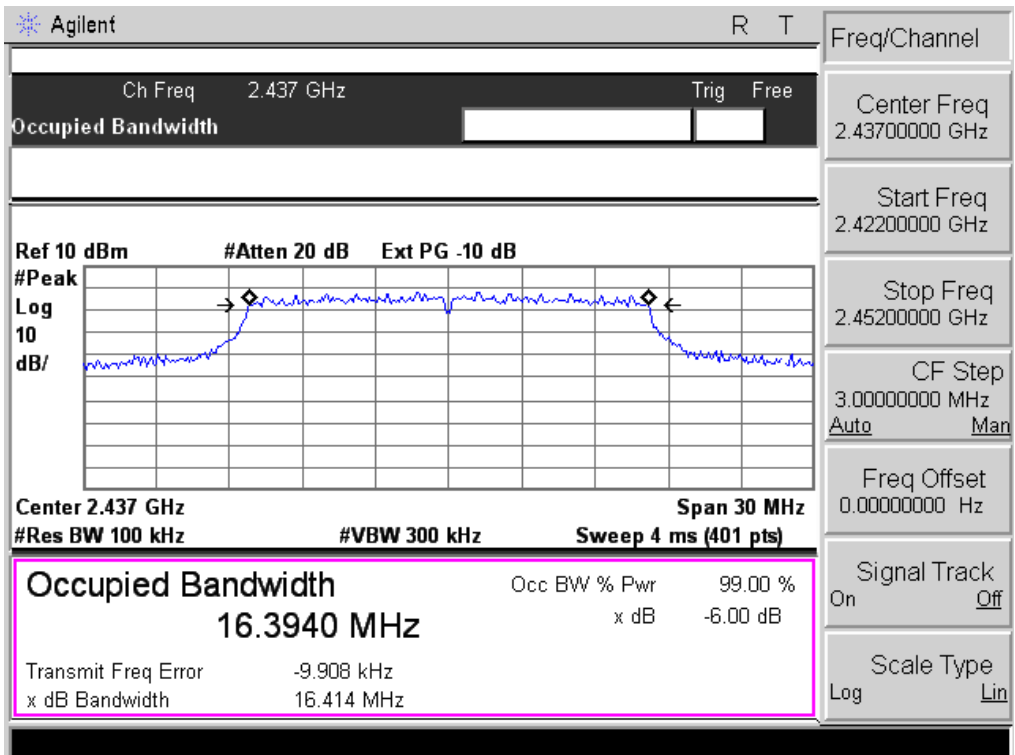 Agilent R T
Ch Freq 2.437 GHz Trig Free
Occupied Bandwidth
Ref 10 dBm #Atten 20 dB Ext PG -10 dB
#Peak
Log
10
dB/
Center 2.437 GHz Span 30 MHz
#Res BW 100 kHz #VBW 300 kHz Sweep 4 ms (401 pts)
Occupied Bandwidth
16.3940 MHz
Occ BW % Pwr 99.00 %
x dB -6.00 dB
Transmit Freq Error -9.908 kHz
x dB Bandwidth 16.414 MHz
Freq/Channel
Center Freq
2.43700000 GHz
Start Freq
2.42200000 GHz
Stop Freq
2.45200000 GHz
CF Step
3.00000000 MHz
Auto Man
Freq Offset
0.00000000 Hz
Signal Track
On Off
Scale Type
Log Lin